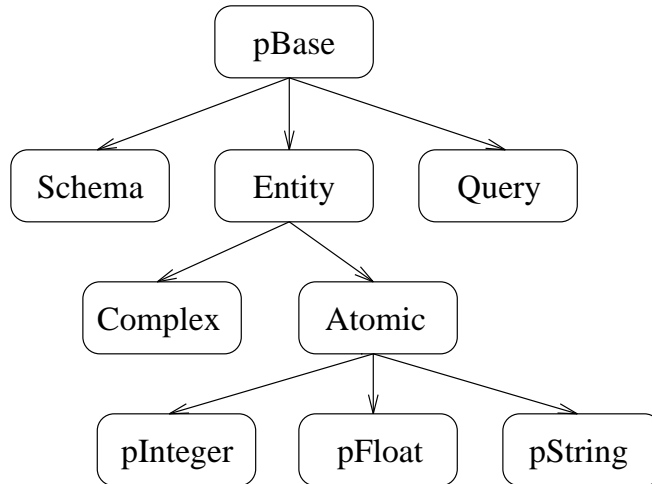 pBase
Schema
Entity
Query
Complex
Atomic
pInteger
pFloat
pString